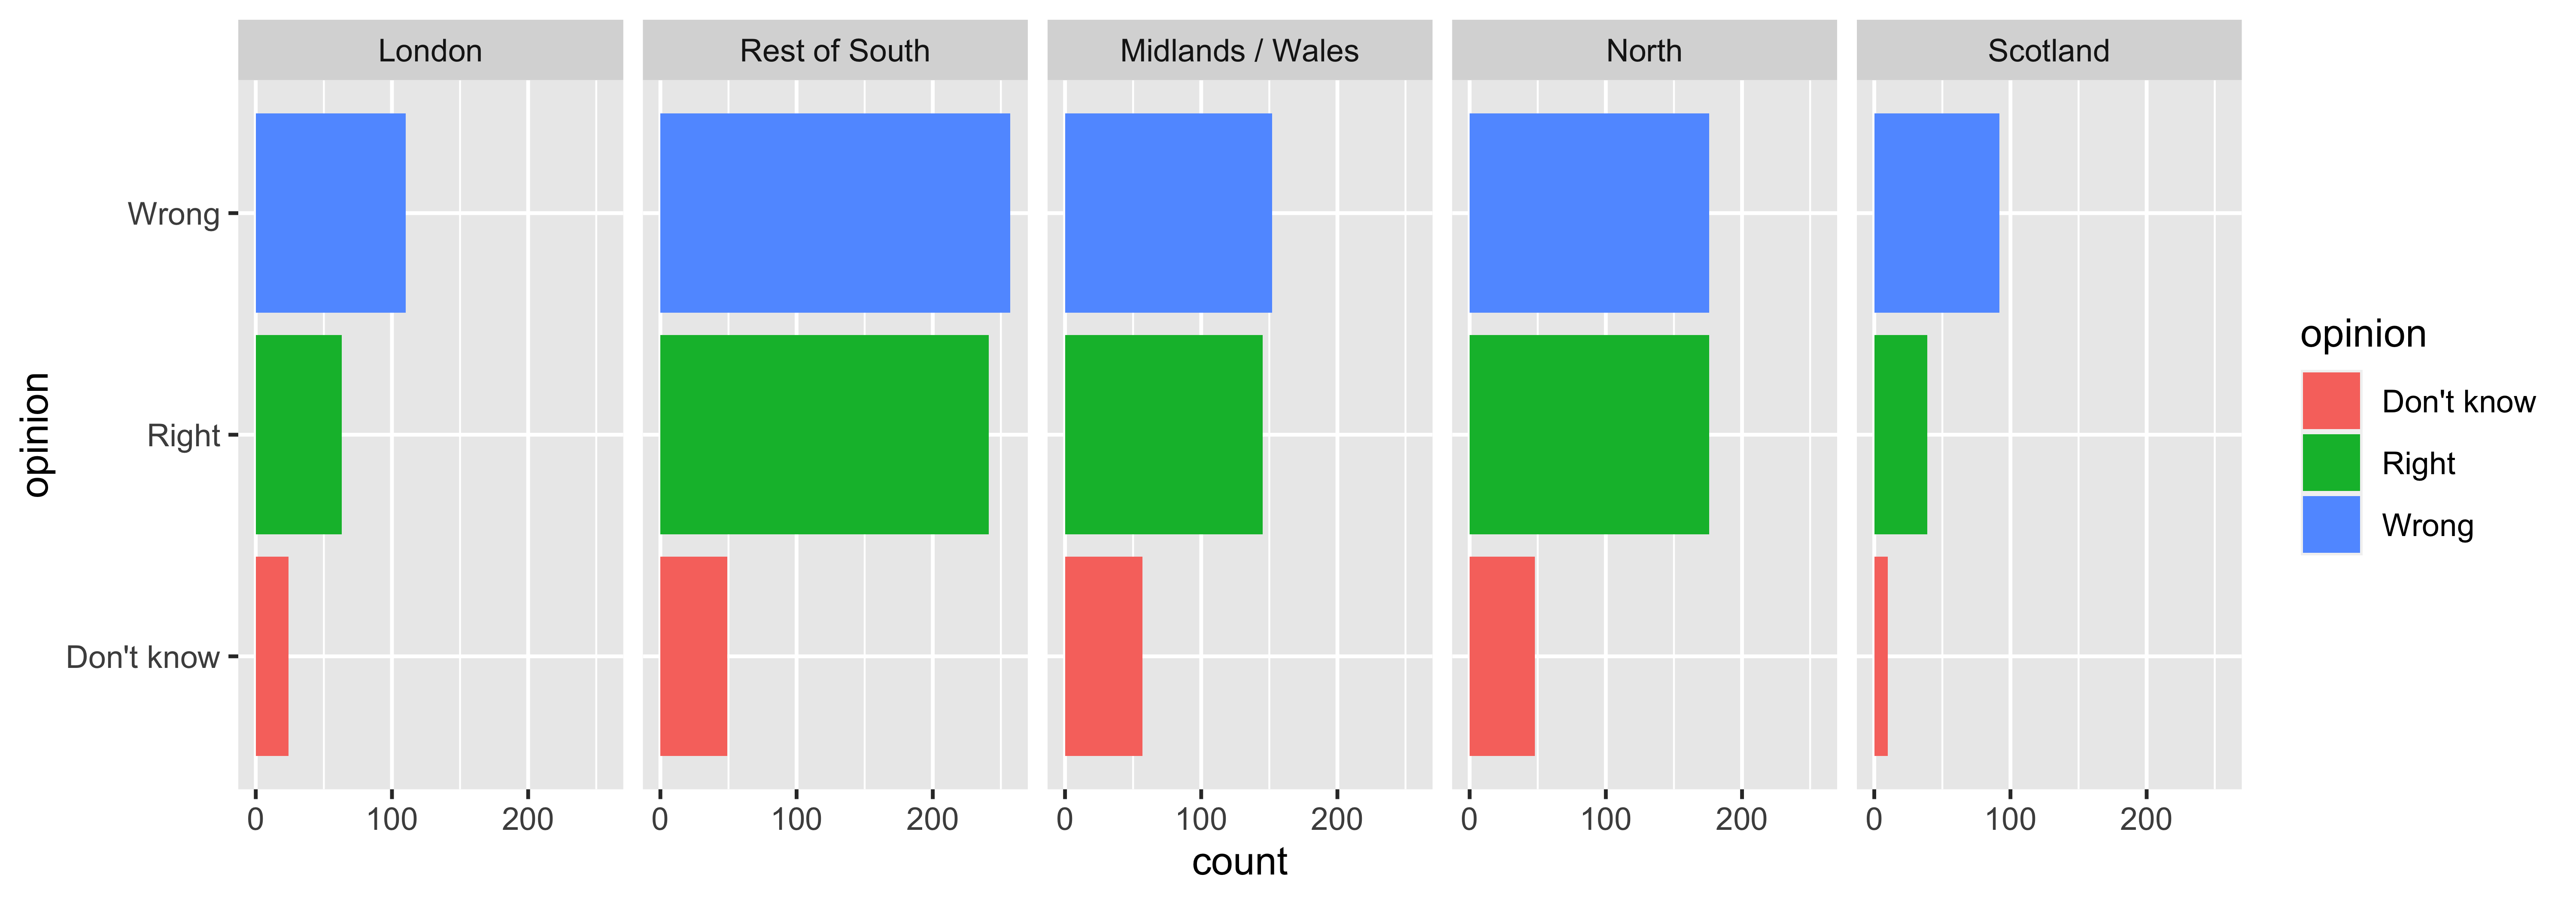 London
Rest of South
Midlands / Wales
North
Scotland
opinion
Wrong
Right
Don't know
0 100 200
0 100 200
0 100 200
0 100 200
0 100 200
count
opinion
Don't know
Right
Wrong